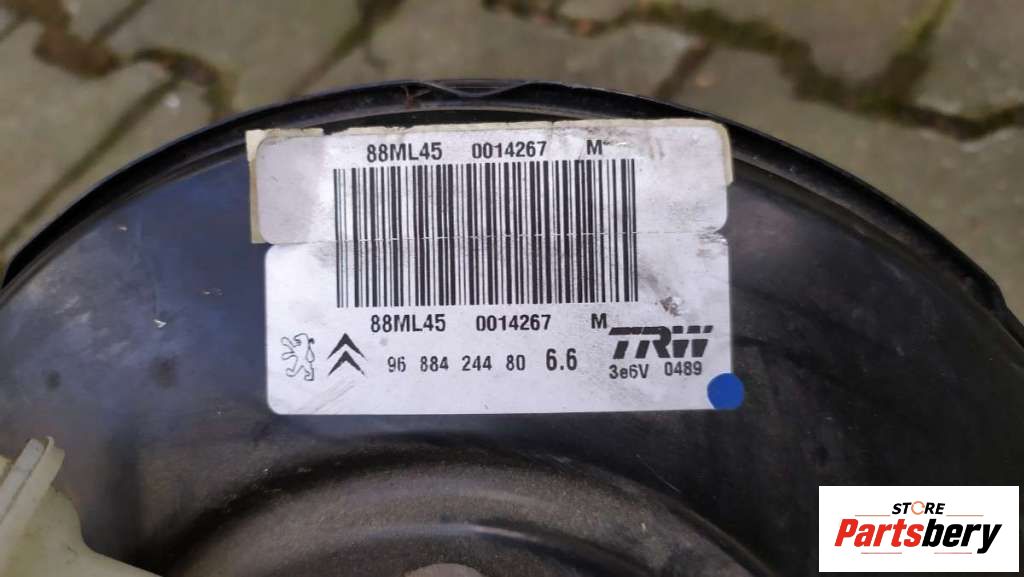 88ML45 0014267 M
88ML45 0014267 M
TRW
96 884 244 80 6.6
3e6V 0489
STORE
Partsbery